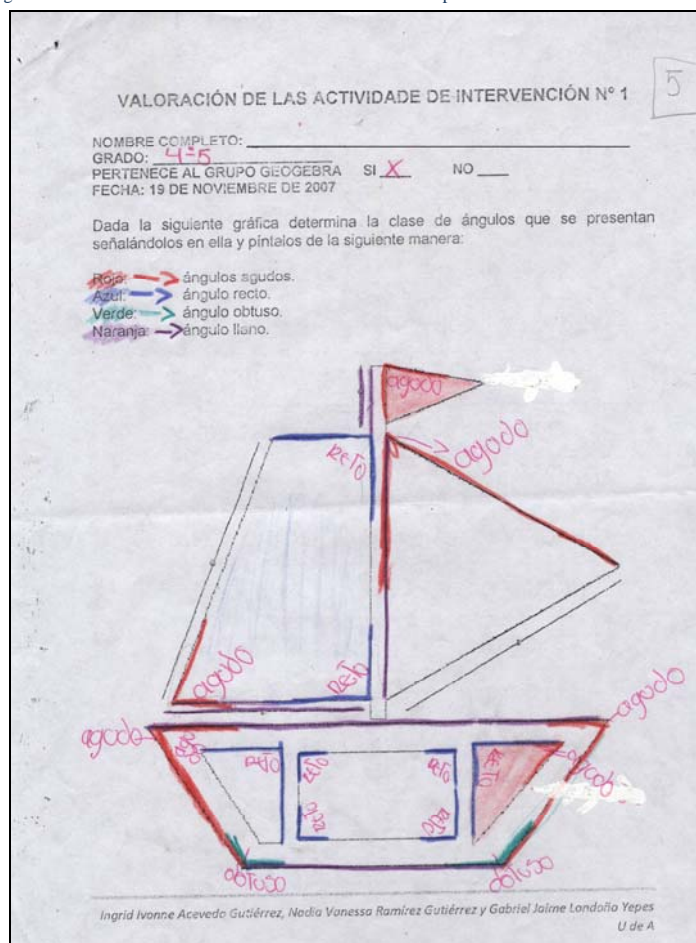 5
VALORACIÓN DE LAS ACTIVIDADE DE INTERVENCIÓN Nº 1
NOMBRE COMPLETO:
GRADO: 4-5
PERTENECE AL GRUPO GEOGEBRA SI X NO
FECHA: 19 DE NOVIEMBRE DE 2007
Dada la siguiente gráfica determina la clase de ángulos que se presentan
señalándolos en ella y píntalos de la siguiente manera:
Rojo: ángulos agudos.
Azul: ángulo recto.
Verde: ángulo obtuso.
Naranja: ángulo llano.
agodo
reto
agodo
agodo
reto
agodo
agodo
reto
reto
reto
reto
reto
obtuso
obtuso
Ingrid Ivonne Acevedo Gutiérrez, Nadia Vanessa Ramírez Gutiérrez y Gabriel Jaime Londoño Yepes
U de A